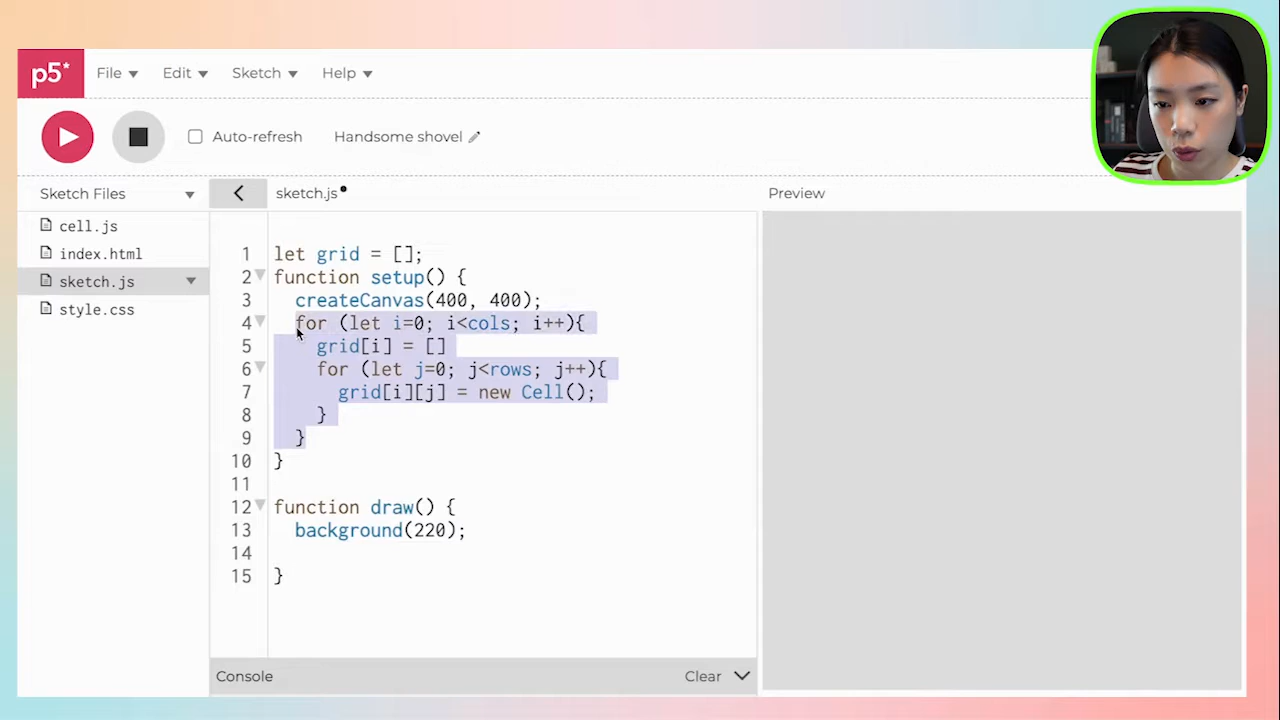 p5*
File
Edit
Sketch
Help
Auto-refresh
Handsome shovel
Sketch Files
sketch.js
Preview
cell.js
index.html
sketch.js
style.css
1 let grid = [];
2 function setup() {
3 createCanvas(400, 400);
4 for (let i=0; i<cols; i++){
5 grid[i] = []
6 for (let j=0; j<rows; j++){
7 grid[i][j] = new Cell();
8 }
9 }
10 }
11
12 function draw() {
13 background(220);
14
15 }
Console
Clear